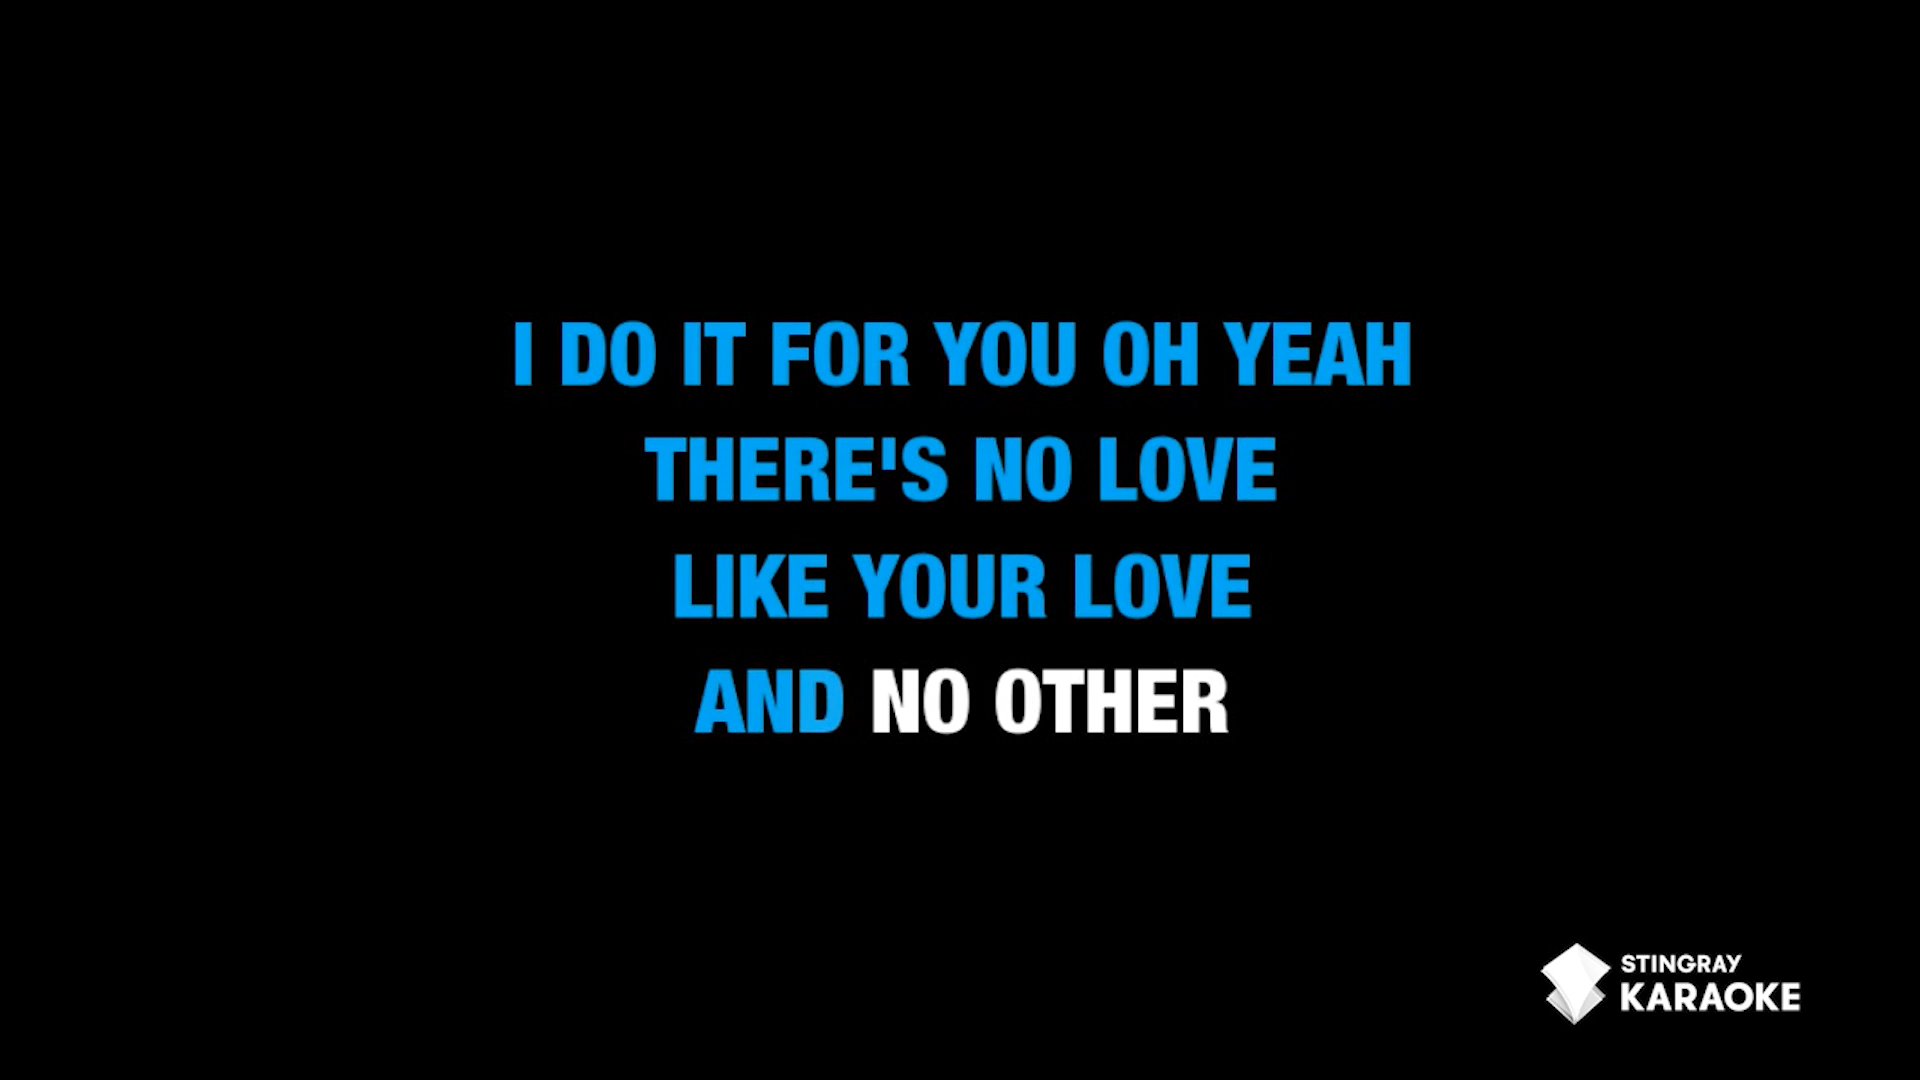 I DO IT FOR YOU OH YEAH
THERE'S NO LOVE
LIKE YOUR LOVE
AND NO OTHER
STINGRAY
KARAOKE